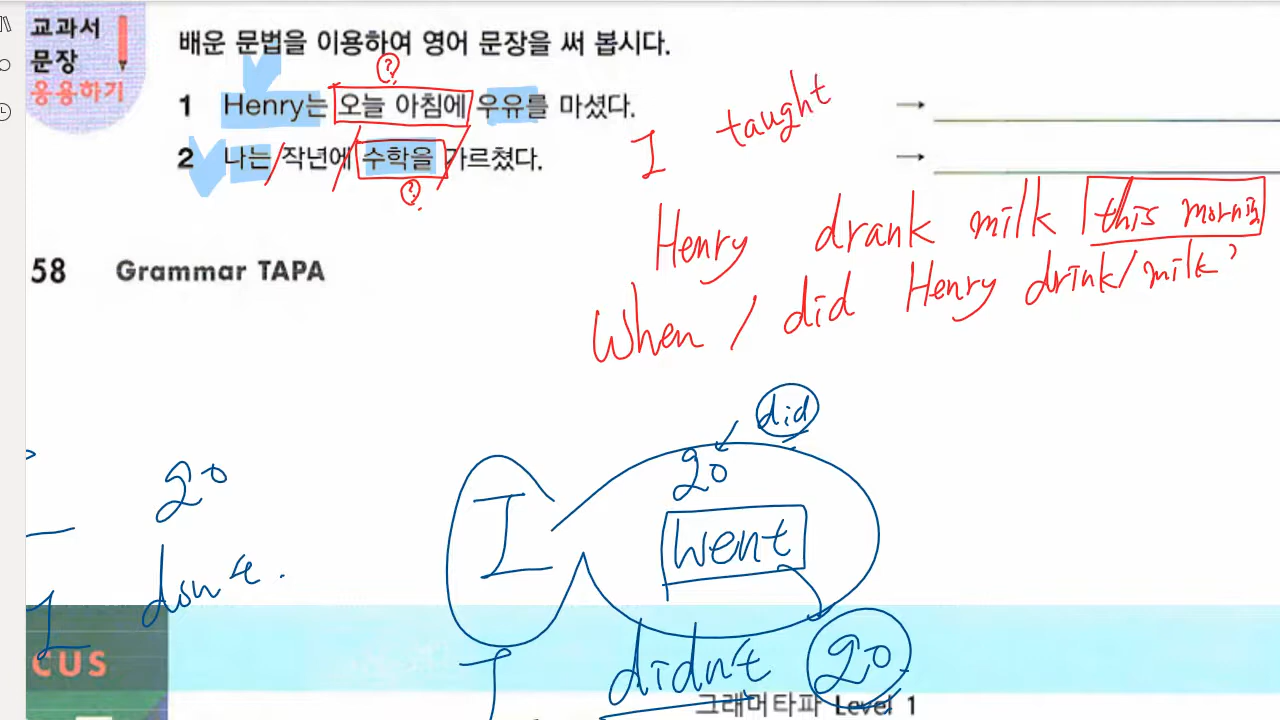 교과서
문장
응용하기
배운 문법을 이용하여 영어 문장을 써 봅시다.
?
1 Henry는 오늘 아침에 우유를 마셨다. →
2 나는 / 작년에 / 수학을 / 가르쳤다. →
?
I taught
Henry drank milk this morning
When / did Henry drink / milk ?
58 Grammar TAPA
did
go
go
I went
don't.
I
I didn't go
CUS
그래머타파 Level 1